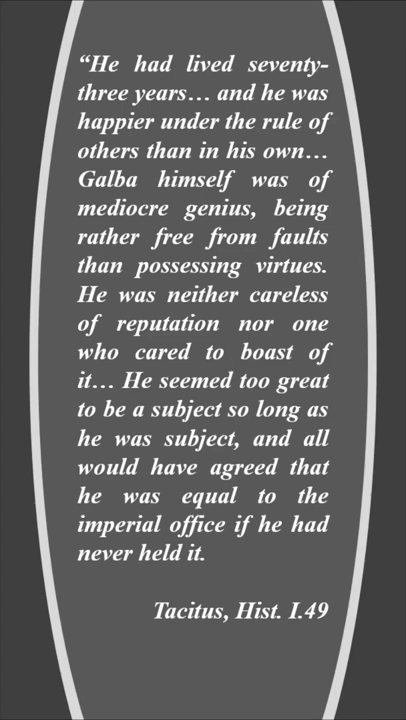 “He had lived seventy-
three years… and he was
happier under the rule of
others than in his own…
Galba himself was of
mediocre genius, being
rather free from faults
than possessing virtues.
He was neither careless
of reputation nor one
who cared to boast of
it… He seemed too great
to be a subject so long as
he was subject, and all
would have agreed that
he was equal to the
imperial office if he had
never held it.
Tacitus, Hist. I.49